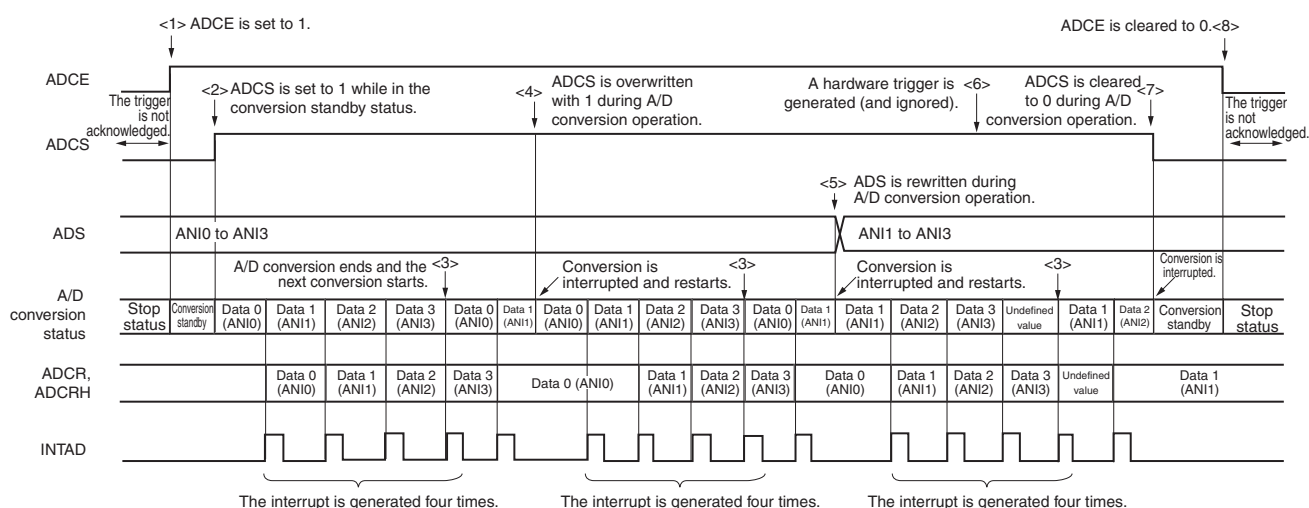 <1> ADCE is set to 1.
ADCE is cleared to 0.<8>
ADCE
The trigger
is not
acknowledged.
<2> ADCS is set to 1 while in the
conversion standby status.
<4> ADCS is overwritten
with 1 during A/D
conversion operation.
A hardware trigger is <6>
generated (and ignored).
ADCS is cleared <7>
to 0 during A/D
conversion operation.
The trigger
is not
acknowledged.
ADCS
<5> ADS is rewritten during
A/D conversion operation.
ADS
ANI0 to ANI3
ANI1 to ANI3
A/D conversion ends and the <3>
next conversion starts.
Conversion is
interrupted and restarts.
<3>
Conversion is
interrupted and restarts.
<3>
Conversion is
interrupted.
A/D
conversion
status
Stop
status
Conversion
standby
Data 0
(ANI0)
Data 1
(ANI1)
Data 2
(ANI2)
Data 3
(ANI3)
Data 0
(ANI0)
Data 1
(ANI1)
Data 0
(ANI0)
Data 1
(ANI1)
Data 2
(ANI2)
Data 3
(ANI3)
Data 0
(ANI0)
Data 1
(ANI1)
Data 1
(ANI1)
Data 2
(ANI2)
Data 3
(ANI3)
Undefined
value
Data 1
(ANI1)
Data 2
(ANI2)
Conversion
standby
Stop
status
ADCR,
ADCRH
Data 0
(ANI0)
Data 1
(ANI1)
Data 2
(ANI2)
Data 3
(ANI3)
Data 0 (ANI0)
Data 1
(ANI1)
Data 2
(ANI2)
Data 3
(ANI3)
Data 0
(ANI0)
Data 1
(ANI1)
Data 2
(ANI2)
Data 3
(ANI3)
Undefined
value
Data 1
(ANI1)
INTAD
The interrupt is generated four times.
The interrupt is generated four times.
The interrupt is generated four times.